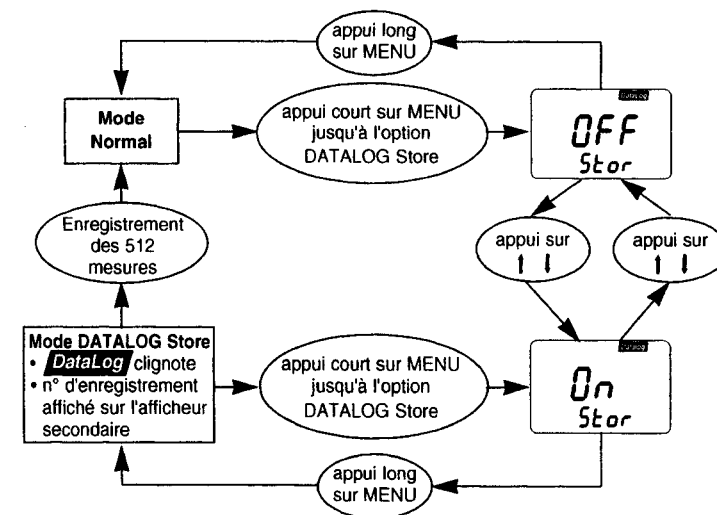 appui long
sur MENU
Mode
Normal
appui court sur MENU
jusqu'à l'option
DATALOG Store
DataLog
OFF
Stor
Enregistrement
des 512
mesures
appui sur
↑ ↓
appui sur
↑ ↓
Mode DATALOG Store
• DataLog clignote
• n° d'enregistrement
affiché sur l'afficheur
secondaire
appui court sur MENU
jusqu'à l'option
DATALOG Store
DataLog
On
Stor
appui long
sur MENU